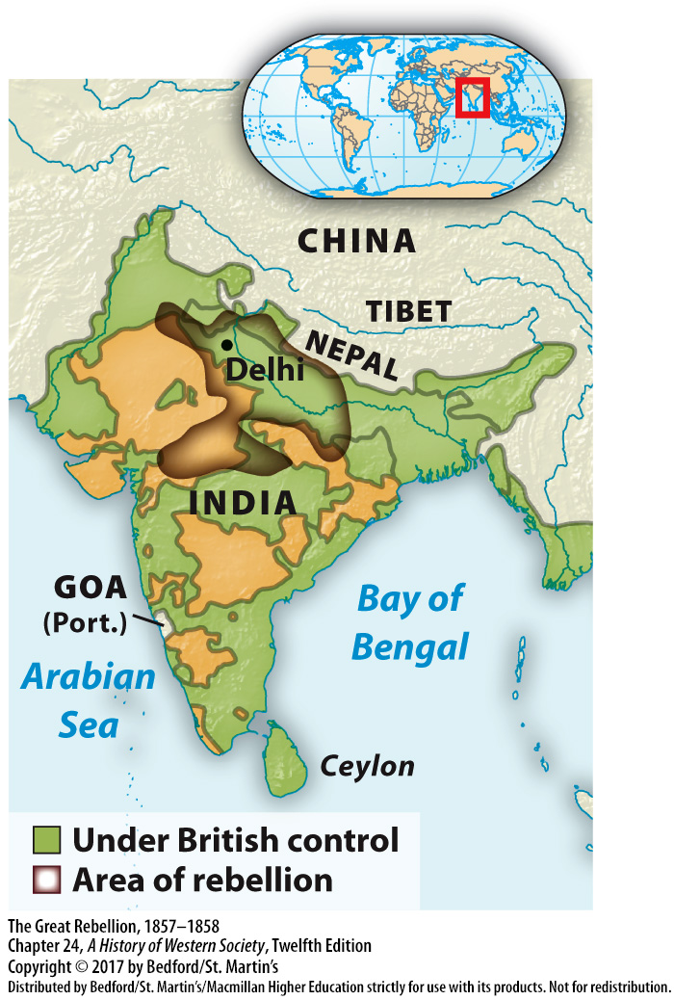 CHINA
TIBET
NEPAL
Delhi
INDIA
GOA
(Port.)
Bay of
Bengal
Arabian
Sea
Ceylon
Under British control
Area of rebellion
The Great Rebellion, 1857–1858
Chapter 24, A History of Western Society, Twelfth Edition
Copyright © 2017 by Bedford/St. Martin's
Distributed by Bedford/St. Martin's/Macmillan Higher Education strictly for use with its products. Not for redistribution.